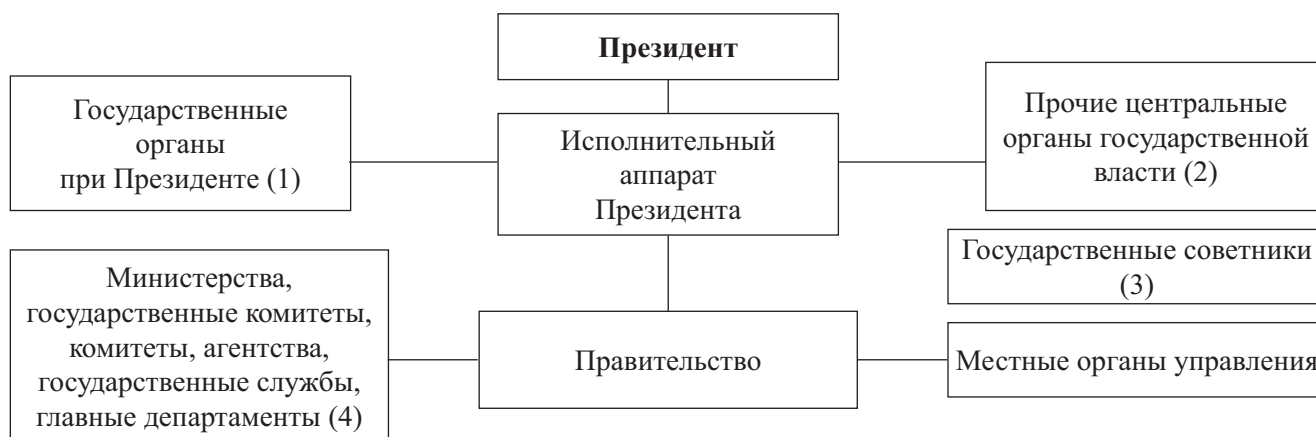 Президент
Государственные
органы
при Президенте (1)
Исполнительный
аппарат
Президента
Прочие центральные
органы государственной
власти (2)
Государственные советники
(3)
Министерства,
государственные комитеты,
комитеты, агентства,
государственные службы,
главные департаменты (4)
Правительство
Местные органы управления